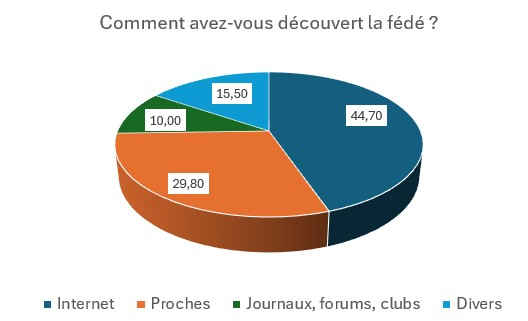 Comment avez-vous découvert la fédé ?
15,50
44,70
10,00
29,80
Internet Proches Journaux, forums, clubs Divers